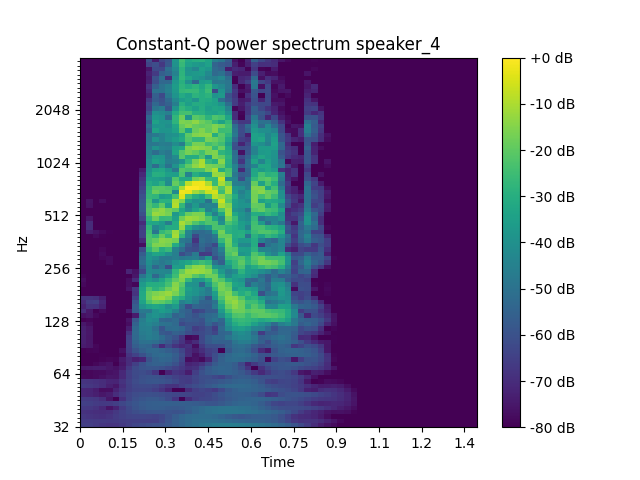 Constant-Q power spectrum speaker_4
Hz
2048
1024
512
256
128
64
32
0 0.15 0.3 0.45 0.6 0.75 0.9 1.1 1.2 1.4
Time
+0 dB
-10 dB
-20 dB
-30 dB
-40 dB
-50 dB
-60 dB
-70 dB
-80 dB